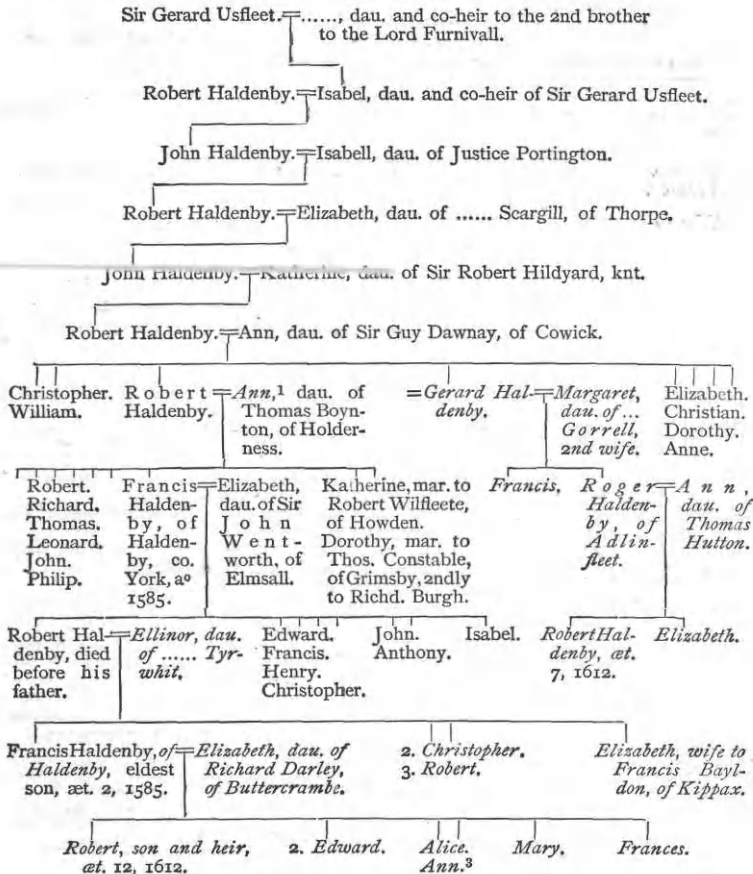 Sir Gerard Usfleet.=......, dau. and co-heir to the 2nd brother
to the Lord Furnivall.
Robert Haldenby.=Isabel, dau. and co-heir of Sir Gerard Usfleet.
John Haldenby.=Isabell, dau. of Justice Portington.
Robert Haldenby.=Elizabeth, dau. of ...... Scargill, of Thorpe.
John Haldenby.=Katherine, dau. of Sir Robert Hildyard, knt.
Robert Haldenby.=Ann, dau. of Sir Guy Dawnay, of Cowick.
Christopher.
William.
Robert
Haldenby.
=Ann,¹ dau. of
Thomas Boyn-
ton, of Holder-
ness.
=Gerard Hal-
denby.
=Margaret,
dau. of ...
Gorrell,
2nd wife.
Elizabeth.
Christian.
Dorothy.
Anne.
Robert.
Richard.
Thomas.
Leonard.
John.
Philip.
Francis
Halden-
by, of
Halden-
by, co.
York, aº
1585.
=Elizabeth,
dau. of Sir
John
Went-
worth, of
Elmsall.
Katherine, mar. to
Robert Wilfleete,
of Howden.
Dorothy, mar. to
Thos. Constable,
of Grimsby, 2ndly
to Richd. Burgh.
Francis.
Roger
Halden-
by, of
Adlin-
fleet.
=Ann,
dau. of
Thomas
Hutton.
Robert Hal-
denby, died
before his
father.
=Ellinor, dau.
of ...... Tyr-
whit.
Edward.
Francis.
Henry.
Christopher.
John.
Anthony.
Isabel.
Robert Hal-
denby, æt.
7, 1612.
Elizabeth.
Francis Haldenby, of
Haldenby, eldest
son, æt. 2, 1585.
=Elizabeth, dau. of
Richard Darley,
of Buttercrambe.
2. Christopher.
3. Robert.
Elizabeth, wife to
Francis Bayl-
don, of Kippax.
Robert, son and heir,
æt. 12, 1612.
2. Edward.
Alice.
Ann.³
Mary.
Frances.